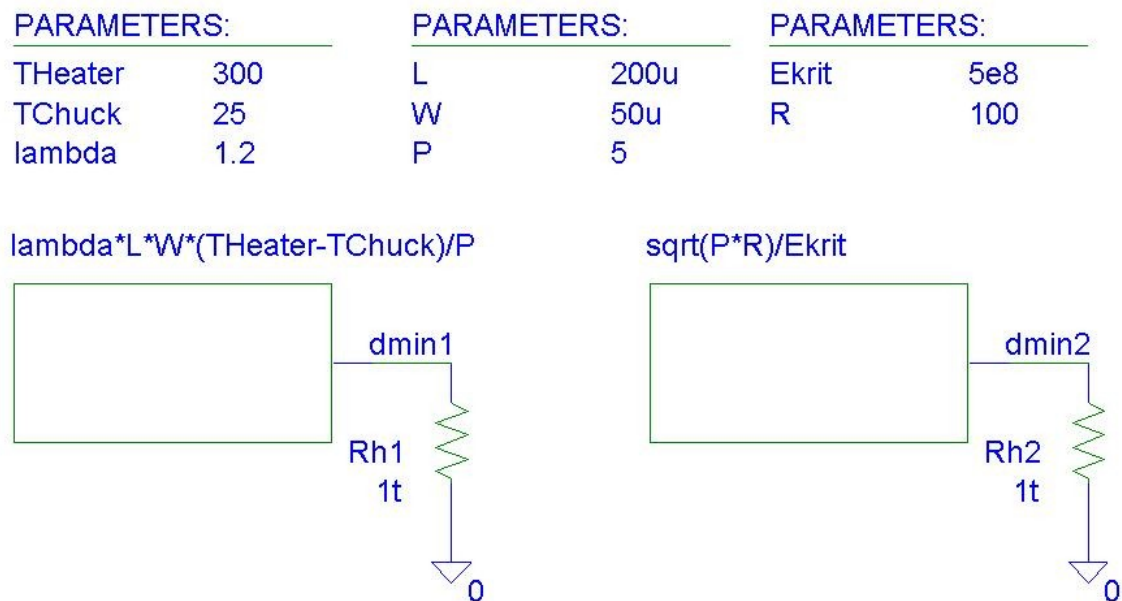 PARAMETERS: PARAMETERS: PARAMETERS:
THeater 300 L 200u Ekrit 5e8
TChuck 25 W 50u R 100
lambda 1.2 P 5
lambda*L*W*(THeater-TChuck)/P sqrt(P*R)/Ekrit
dmin1 dmin2
Rh1 Rh2
1t 1t
0 0